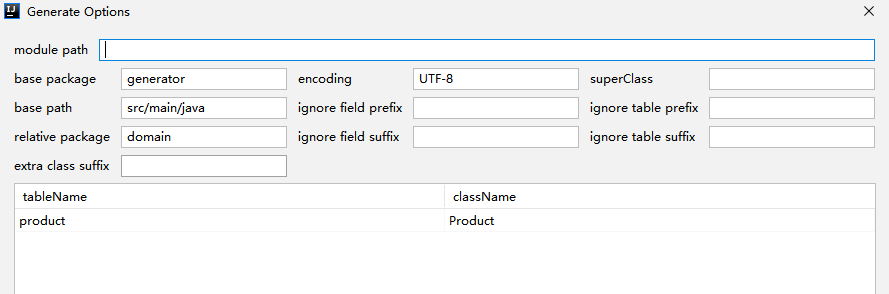 IJ Generate Options
module path
base package generator encoding UTF-8 superClass
base path src/main/java ignore field prefix ignore table prefix
relative package domain ignore field suffix ignore table suffix
extra class suffix
tableName className
product Product